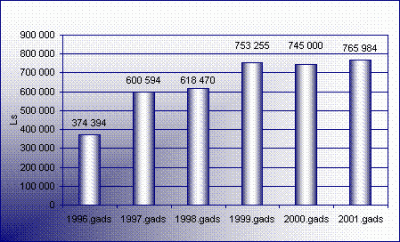 900 000
800 000
700 000
600 000
500 000
400 000
300 000
200 000
100 000
0
Ls
374 394
600 594
618 470
753 255
745 000
765 984
1996.gads
1997.gads
1998.gads
1999.gads
2000.gads
2001.gads